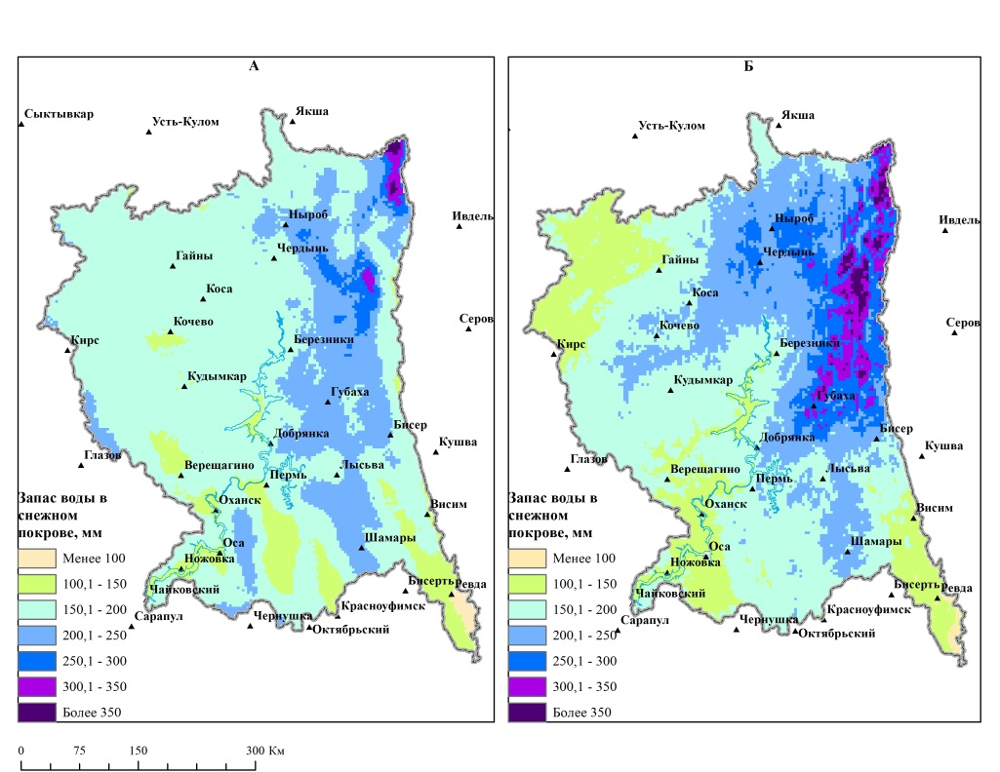 А
Сыктывкар
Усть-Кулом
Якша
Ныроб
Ивдель
Чердынь
Гайны
Коса
Кочево
Серов
Кирс
Березники
Кудымкар
Губаха
Добрянка
Бисер
Кушва
Глазов
Верещагино
Лысьва
Пермь
Запас воды в
снежном
покрове, мм
Оханск
Висим
Оса
Шамары
Ножовка
Чайковский
Бисерть
Ревда
Сарапул
Чернушка
Красноуфимск
Октябрьский
Менее 100
100,1 - 150
150,1 - 200
200,1 - 250
250,1 - 300
300,1 - 350
Более 350
Б
Якша
Усть-Кулом
Ныроб
Ивдель
Чердынь
Гайны
Коса
Кочево
Серов
Кирс
Березники
Кудымкар
Губаха
Добрянка
Бисер
Кушва
Глазов
Верещагино
Лысьва
Пермь
Запас воды в
снежном
покрове, мм
Оханск
Висим
Оса
Шамары
Ножовка
Чайковский
Бисерть
Ревда
Сарапул
Чернушка
Красноуфимск
Октябрьский
Менее 100
100,1 - 150
150,1 - 200
200,1 - 250
250,1 - 300
300,1 - 350
Более 350
0 75 150 300 Км